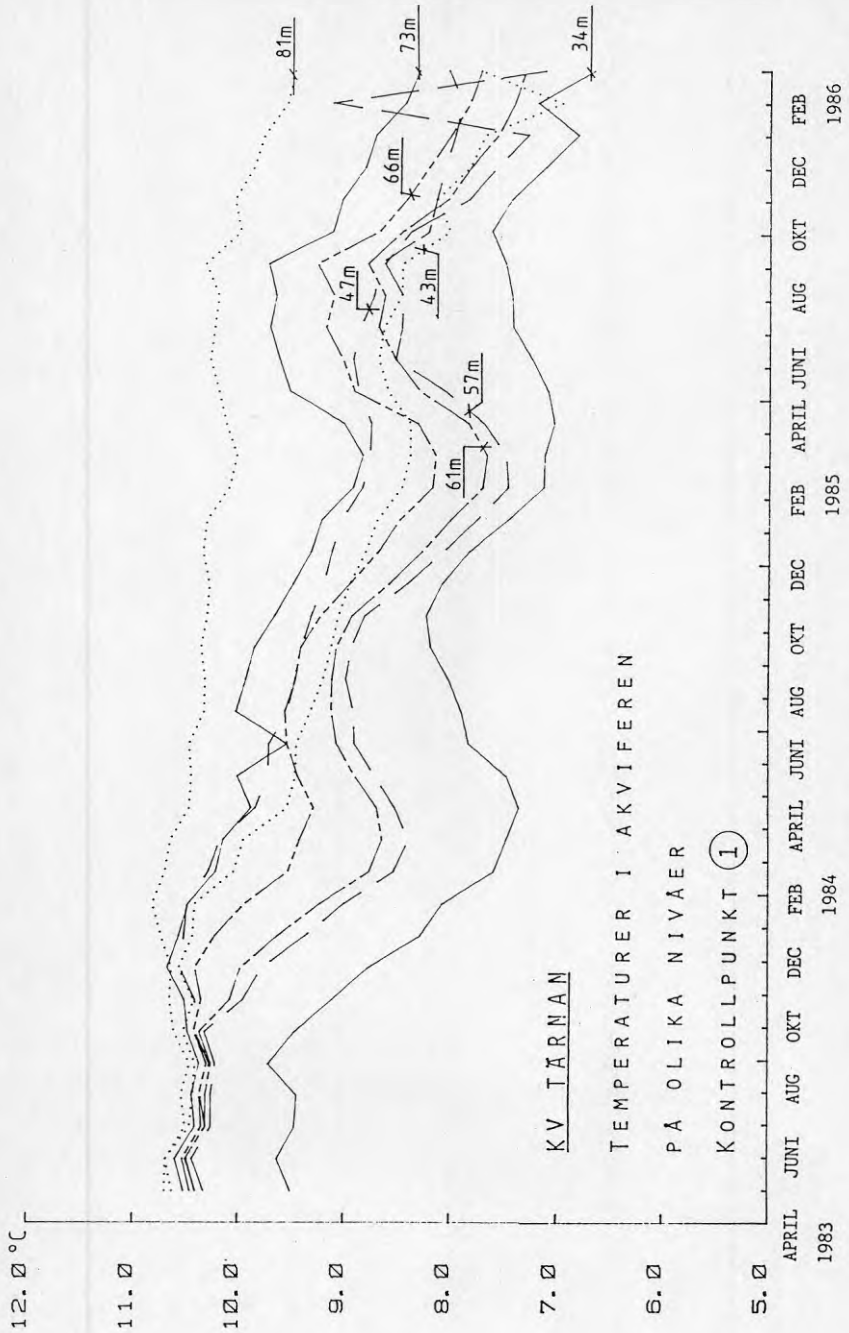 12.0 °C
11.0
10.0
9.0
8.0
7.0
6.0
5.0
81m
73m
66m
47m
43m
57m
61m
34m
KV TÄRNAN
TEMPERATURER I AKVIFEREN
PÅ OLIKA NIVÅER
KONTROLLPUNKT 1
APRIL JUNI AUG OKT DEC FEB APRIL JUNI AUG OKT DEC FEB APRIL JUNI AUG OKT DEC FEB
1983 1984 1985 1986